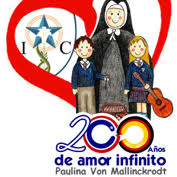 I C
200 Años
de amor infinito
Paulina Von Mallinckrodt